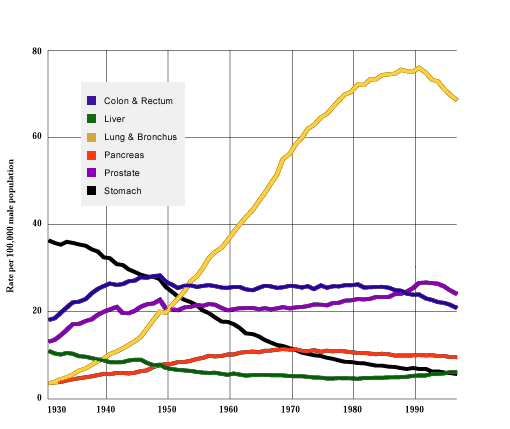 80
60
40
20
0
Rate per 100,000 male population
Colon & Rectum
Liver
Lung & Bronchus
Pancreas
Prostate
Stomach
1930 1940 1950 1960 1970 1980 1990